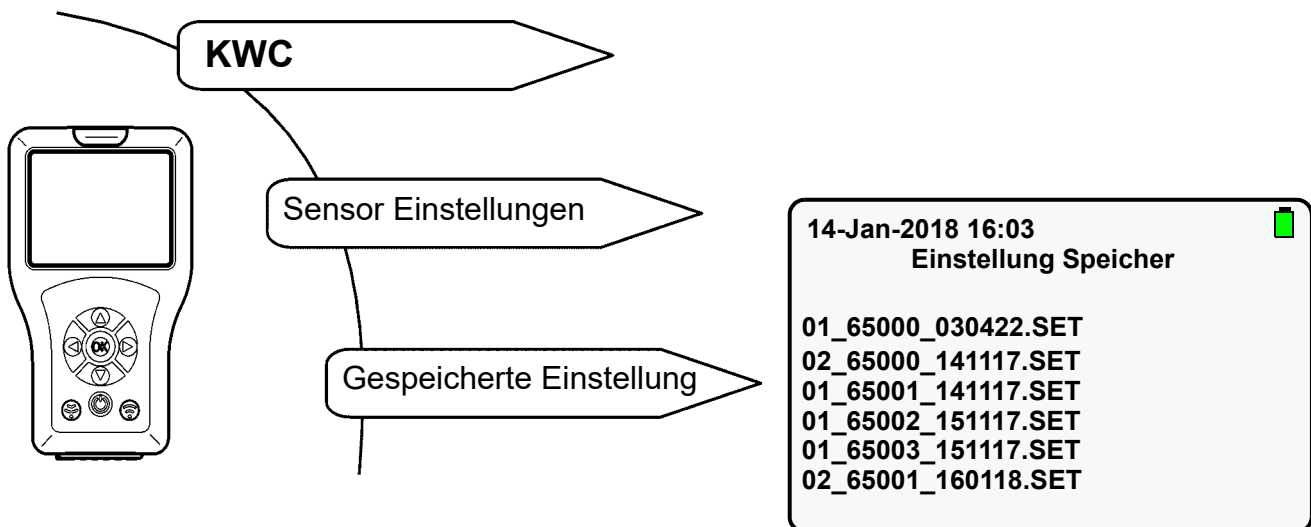 KWC
Sensor Einstellungen
Gespeicherte Einstellung
OK
14-Jan-2018 16:03
Einstellung Speicher
01_65000_030422.SET
02_65000_141117.SET
01_65001_141117.SET
01_65002_151117.SET
01_65003_151117.SET
02_65001_160118.SET